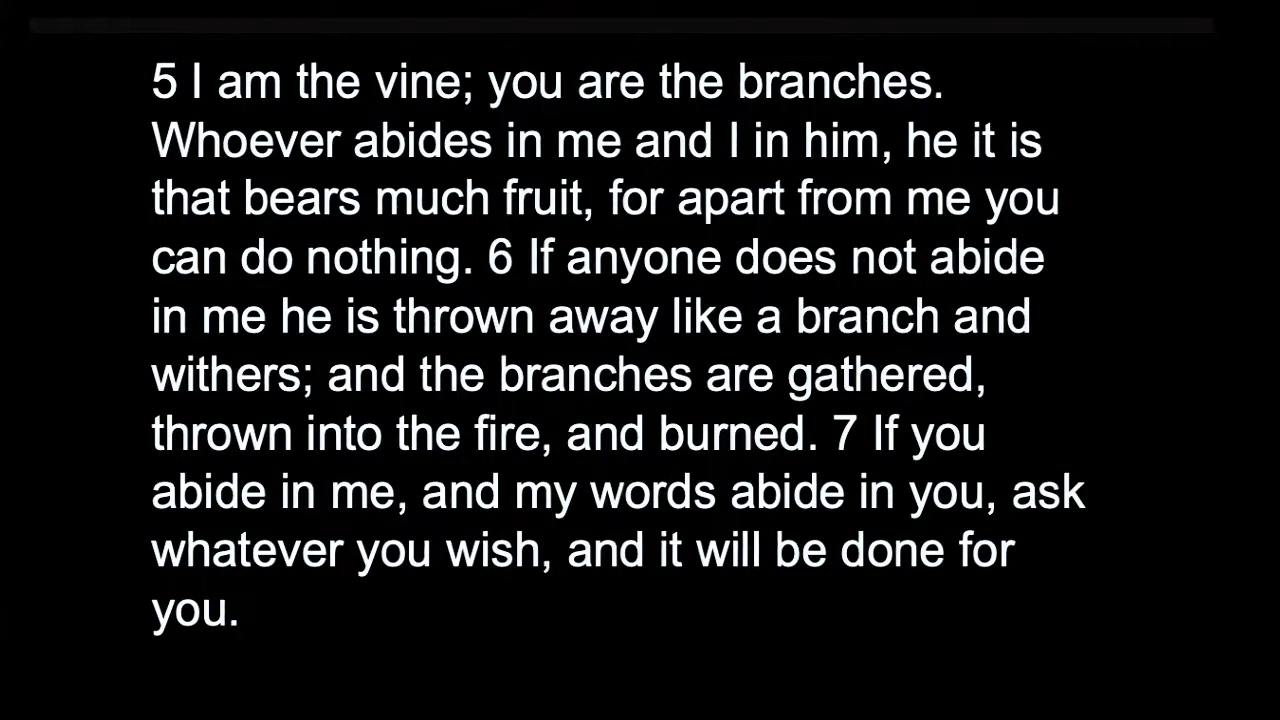 5 I am the vine; you are the branches.
Whoever abides in me and I in him, he it is
that bears much fruit, for apart from me you
can do nothing. 6 If anyone does not abide
in me he is thrown away like a branch and
withers; and the branches are gathered,
thrown into the fire, and burned. 7 If you
abide in me, and my words abide in you, ask
whatever you wish, and it will be done for
you.